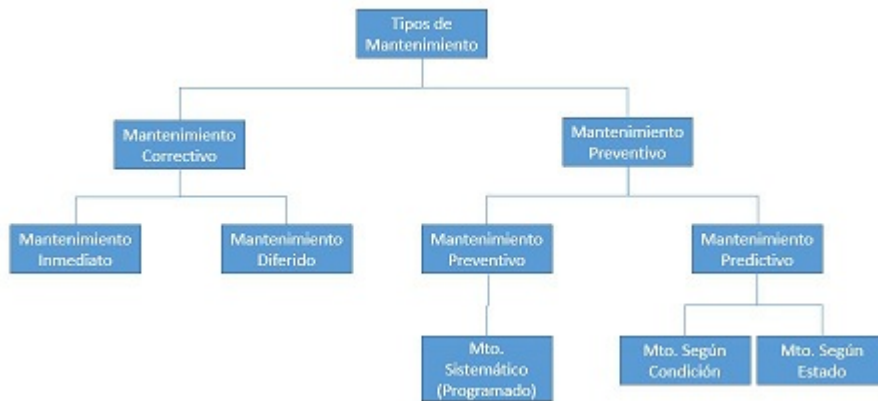 Tipos de
Mantenimiento
Mantenimiento
Correctivo
Mantenimiento
Preventivo
Mantenimiento
Inmediato
Mantenimiento
Diferido
Mantenimiento
Preventivo
Mantenimiento
Predictivo
Mto.
Sistemático
(Programado)
Mto. Según
Condición
Mto. Según
Estado